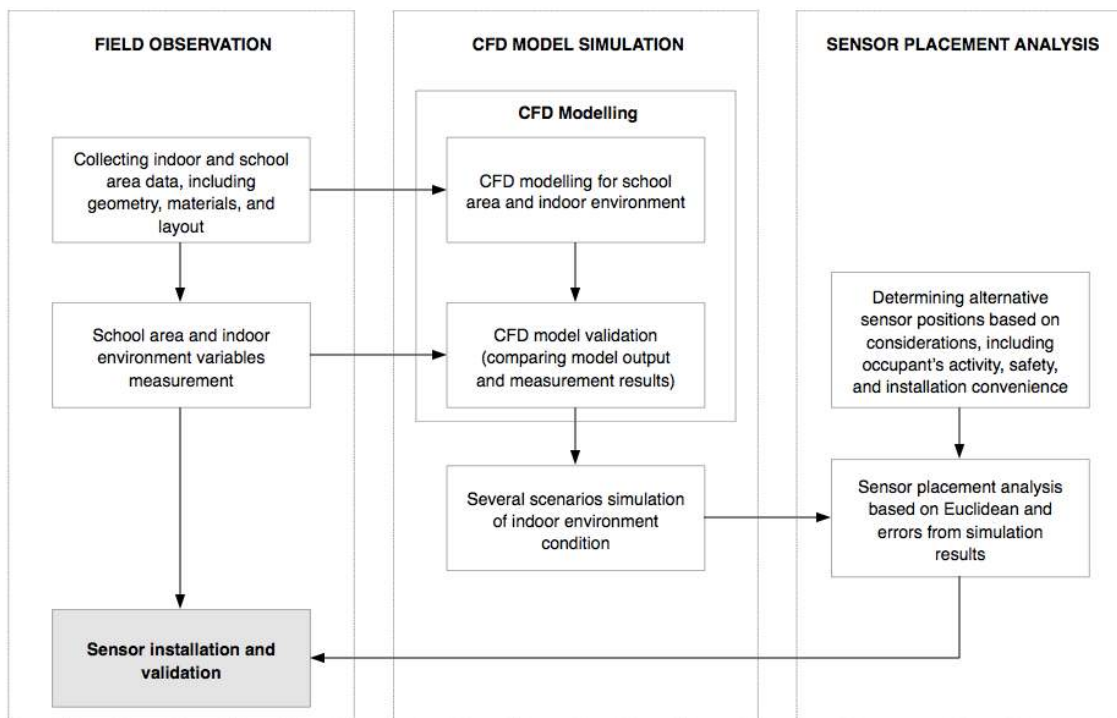 FIELD OBSERVATION
Collecting indoor and school
area data, including
geometry, materials, and
layout
School area and indoor
environment variables
measurement
Sensor installation and
validation
CFD MODEL SIMULATION
CFD Modelling
CFD modelling for school
area and indoor environment
CFD model validation
(comparing model output
and measurement results)
Several scenarios simulation
of indoor environment
condition
SENSOR PLACEMENT ANALYSIS
Determining alternative
sensor positions based on
considerations, including
occupant's activity, safety,
and installation convenience
Sensor placement analysis
based on Euclidean and
errors from simulation
results